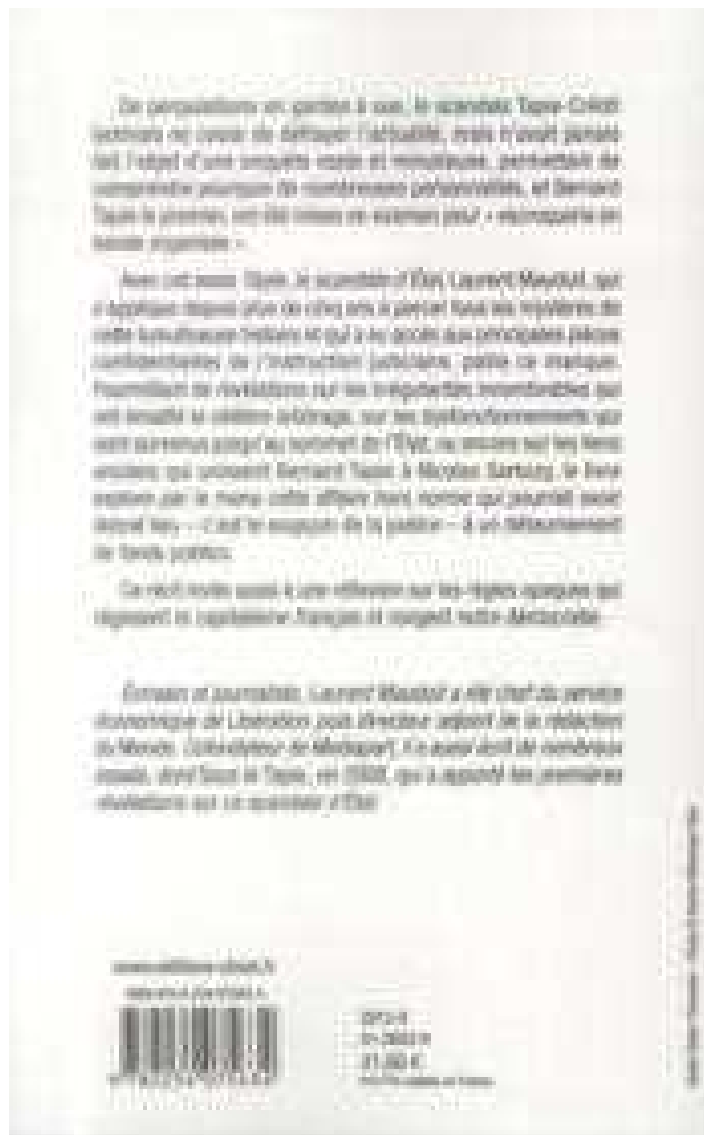 De perquisitions en gardes à vue, le scandale Tapie-Crédit
lyonnais ne cesse de défrayer l'actualité, mais n'avait jamais
fait l'objet d'une enquête vaste et minutieuse, permettant de
comprendre pourquoi de nombreuses personnalités, et Bernard
Tapie le premier, ont été mises en examen pour « escroquerie en
bande organisée ».
Avec cet essai Tapie, le scandale d'État, Laurent Mauduit, qui
s'applique depuis plus de cinq ans à percer tous les mystères de
cette tumultueuse histoire et qui a eu accès aux principales pièces
confidentielles de l'instruction judiciaire, pallie ce manque.
Fourmillant de révélations sur les irrégularités innombrables qui
ont émaillé le célèbre arbitrage, sur les dysfonctionnements qui
sont survenus jusqu'au sommet de l'État, ou encore sur les liens
anciens qui unissent Bernard Tapie à Nicolas Sarkozy, le livre
explore par le menu cette affaire hors norme qui pourrait avoir
donné lieu – c'est le soupçon de la justice – à un détournement
de fonds publics.
Ce récit invite aussi à une réflexion sur les règles opaques qui
régissent le capitalisme français et rongent notre démocratie.
Écrivain et journaliste, Laurent Mauduit a été chef du service
économique de Libération puis directeur adjoint de la rédaction
du Monde. Cofondateur de Mediapart, il a aussi écrit de nombreux
essais, dont Sous le Tapie, en 2008, qui a apporté les premières
révélations sur ce scandale d'État.
www.editions-stock.fr